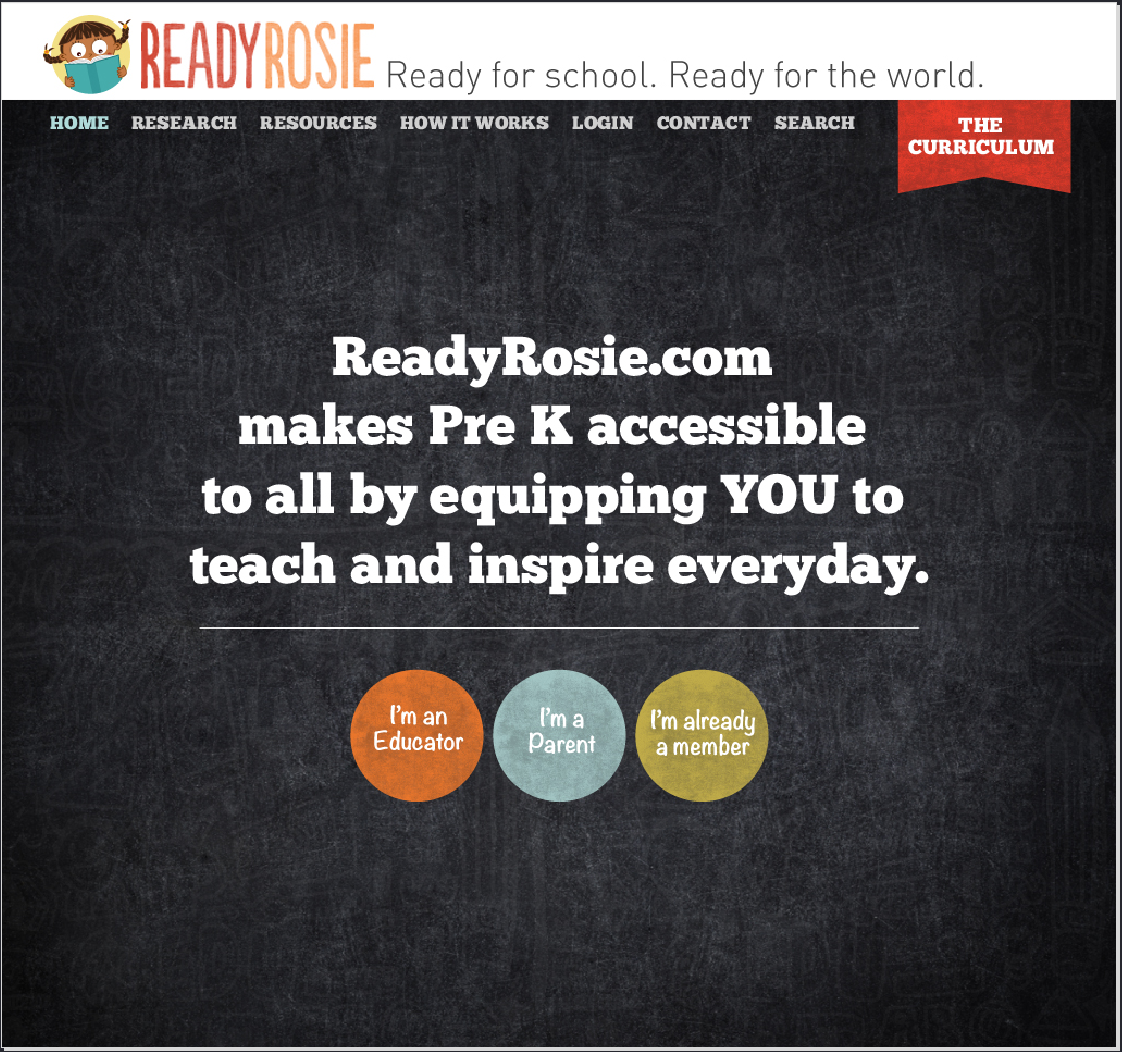 READYROSIE Ready for school. Ready for the world.
HOME RESEARCH RESOURCES HOW IT WORKS LOGIN CONTACT SEARCH
THE
CURRICULUM
ReadyRosie.com
makes Pre K accessible
to all by equipping YOU to
teach and inspire everyday.
I'm an
Educator
I'm a
Parent
I'm already
a member